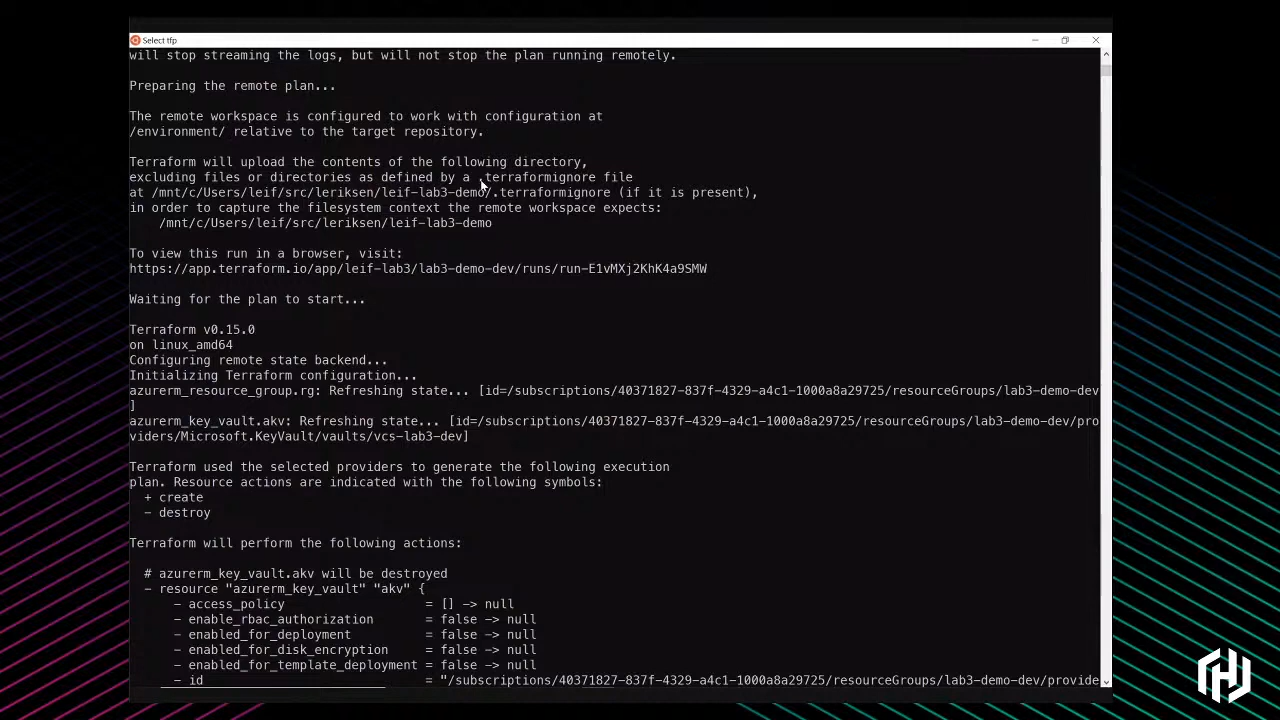 Select tfp
will stop streaming the logs, but will not stop the plan running remotely.
Preparing the remote plan...
The remote workspace is configured to work with configuration at
/environment/ relative to the target repository.
Terraform will upload the contents of the following directory,
excluding files or directories as defined by a .terraformignore file
at /mnt/c/Users/leif/src/leriksen/leif-lab3-demo/.terraformignore (if it is present),
in order to capture the filesystem context the remote workspace expects:
/mnt/c/Users/leif/src/leriksen/leif-lab3-demo
To view this run in a browser, visit:
https://app.terraform.io/app/leif-lab3/lab3-demo-dev/runs/run-E1vMXj2KhK4a9SMW
Waiting for the plan to start...
Terraform v0.15.0
on linux_amd64
Configuring remote state backend...
Initializing Terraform configuration...
azurerm_resource_group.rg: Refreshing state... [id=/subscriptions/40371827-837f-4329-a4c1-1000a8a29725/resourceGroups/lab3-demo-dev
]
azurerm_key_vault.akv: Refreshing state... [id=/subscriptions/40371827-837f-4329-a4c1-1000a8a29725/resourceGroups/lab3-demo-dev/pro
viders/Microsoft.KeyVault/vaults/vcs-lab3-dev]
Terraform used the selected providers to generate the following execution
plan. Resource actions are indicated with the following symbols:
+ create
- destroy
Terraform will perform the following actions:
# azurerm_key_vault.akv will be destroyed
- resource "azurerm_key_vault" "akv" {
- access_policy = [] -> null
- enable_rbac_authorization = false -> null
- enabled_for_deployment = false -> null
- enabled_for_disk_encryption = false -> null
- enabled_for_template_deployment = false -> null
- id = "/subscriptions/40371827-837f-4329-a4c1-1000a8a29725/resourceGroups/lab3-demo-dev/provide